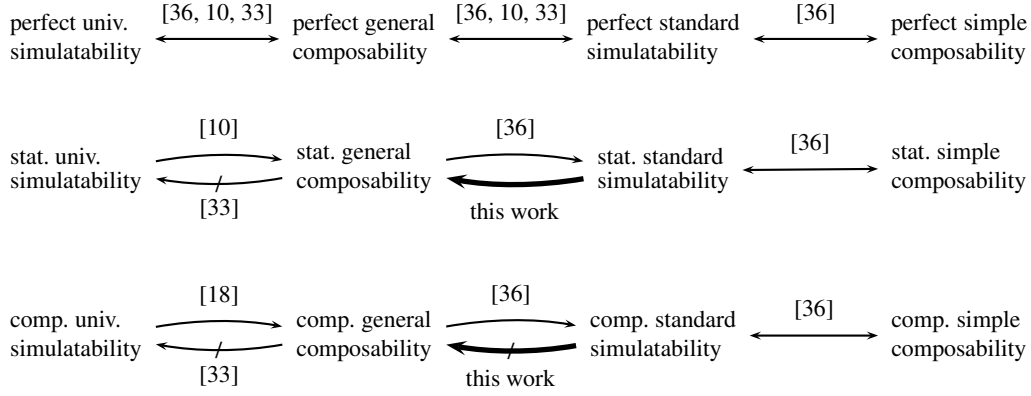 [36, 10, 33] [36, 10, 33] [36]
perfect univ. perfect general perfect standard perfect simple
simulatability composability simulatability composability
[10] [36] [36]
stat. univ. stat. general stat. standard stat. simple
simulatability composability simulatability composability
[33] this work
[18] [36] [36]
comp. univ. comp. general comp. standard comp. simple
simulatability composability simulatability composability
[33] this work